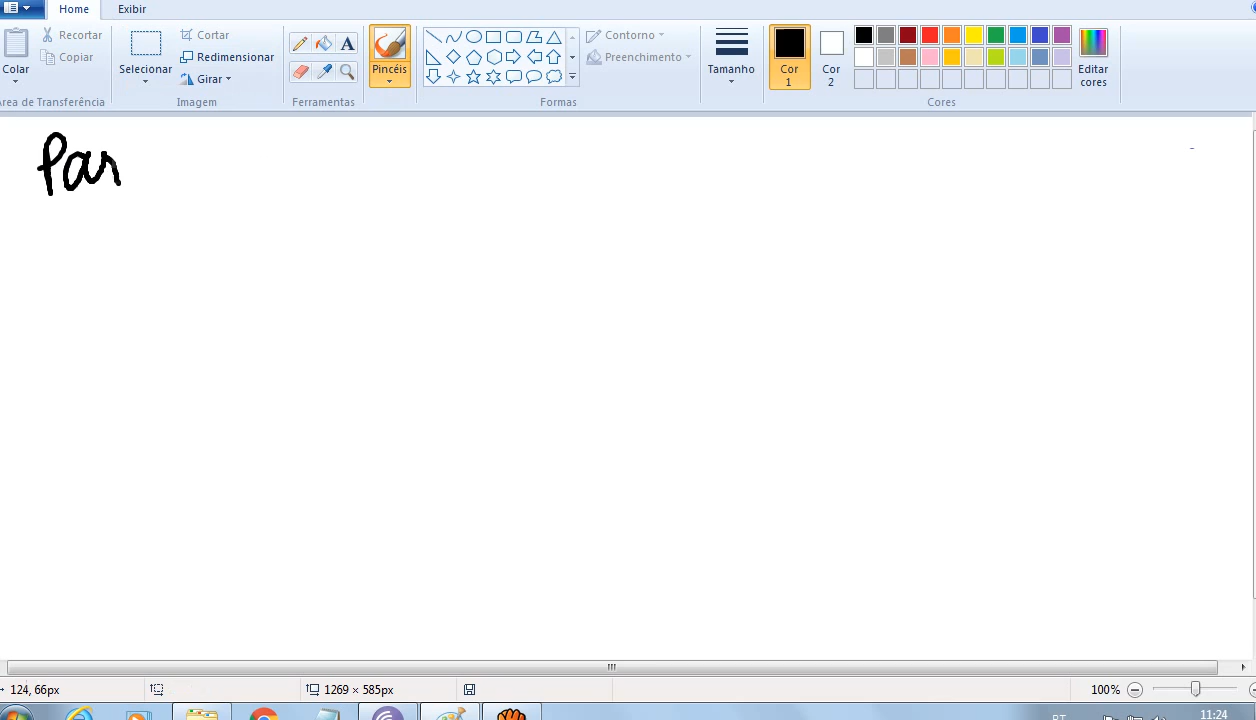 Home Exibir
Colar Recortar Copiar Selecionar Cortar Redimensionar Girar Pincéis Contorno Preenchimento Tamanho Cor 1 Cor 2 Editar cores
Área de Transferência Imagem Ferramentas Formas Cores
Par
124, 66px 1269 × 585px 100%
PT 11:24